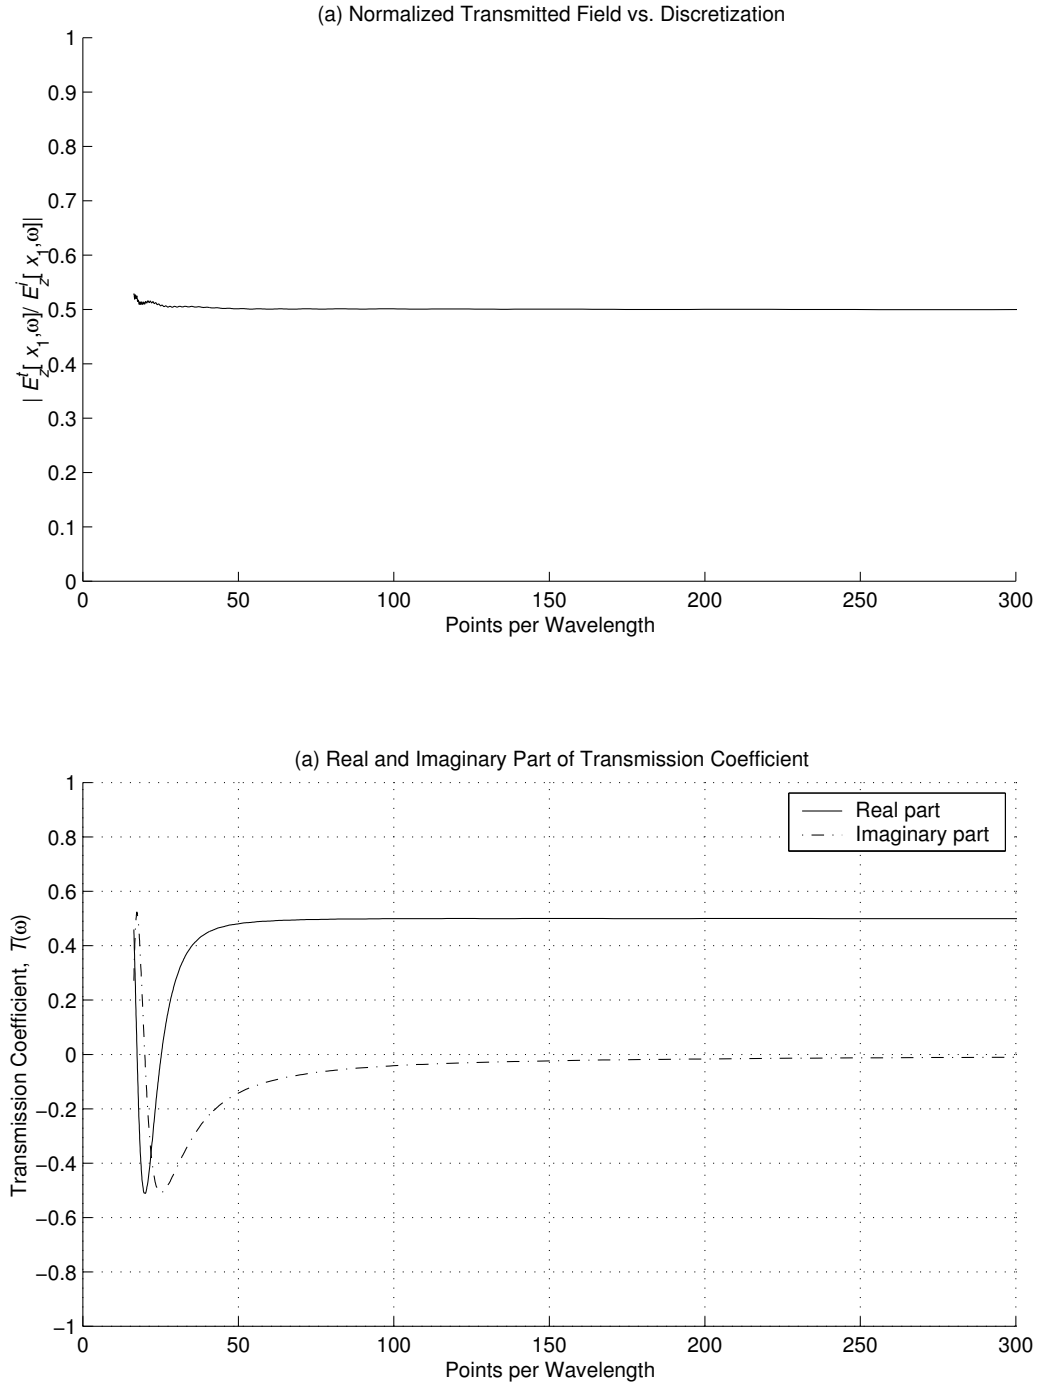 (a) Normalized Transmitted Field vs. Discretization
| E_z^t[ x_1,ω]/ E_z^i[ x_1,ω]|
1
0.9
0.8
0.7
0.6
0.5
0.4
0.3
0.2
0.1
0
0 50 100 150 200 250 300
Points per Wavelength
(a) Real and Imaginary Part of Transmission Coefficient
Real part
Imaginary part
Transmission Coefficient, T(ω)
1
0.8
0.6
0.4
0.2
0
−0.2
−0.4
−0.6
−0.8
−1
0 50 100 150 200 250 300
Points per Wavelength